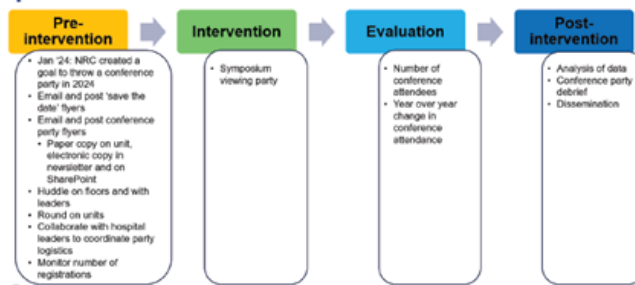 Pre-
intervention
• Jan '24: NRC created a
goal to throw a conference
party in 2024
• Email and post 'save the
date' flyers
• Email and post conference
party flyers
• Paper copy on unit,
electronic copy in
newsletter and on
SharePoint
• Huddle on floors and with
leaders
• Round on units
• Collaborate with hospital
leaders to coordinate party
logistics
• Monitor number of
registrations
Intervention
• Symposium
viewing party
Evaluation
• Number of
conference
attendees
• Year over year
change in
conference
attendance
Post-
intervention
• Analysis of data
• Conference party
debrief
• Dissemination